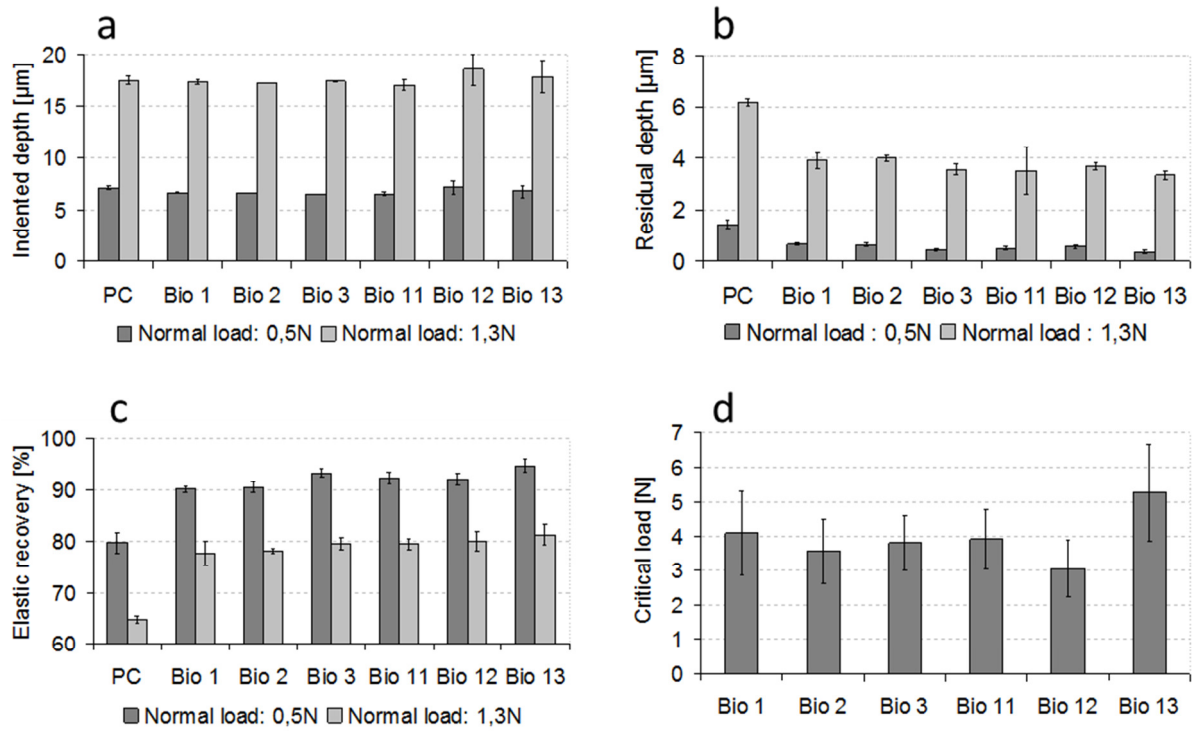 a
Indented depth [µm]
20
15
10
5
0
PC Bio 1 Bio 2 Bio 3 Bio 11 Bio 12 Bio 13
Normal load: 0,5N Normal load: 1,3N
b
Residual depth [µm]
8
6
4
2
0
PC Bio 1 Bio 2 Bio 3 Bio 11 Bio 12 Bio 13
Normal load : 0,5N Normal load : 1,3N
c
Elastic recovery [%]
100
90
80
70
60
PC Bio 1 Bio 2 Bio 3 Bio 11 Bio 12 Bio 13
Normal load: 0,5N Normal load: 1,3N
d
Critical load [N]
7
6
5
4
3
2
1
0
Bio 1 Bio 2 Bio 3 Bio 11 Bio 12 Bio 13